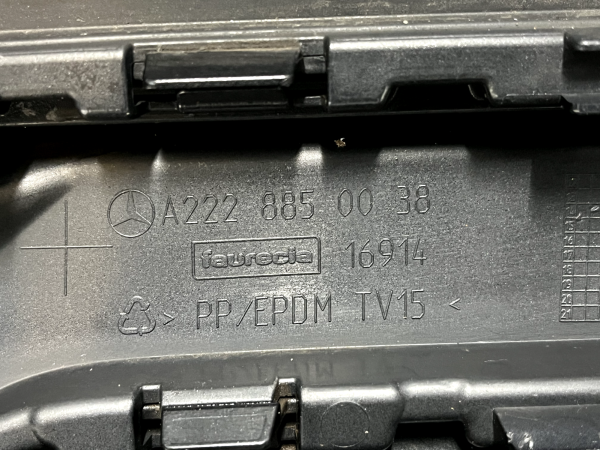 A222 885 00 38
faurecia 16914
> PP/EPDM TV15 <